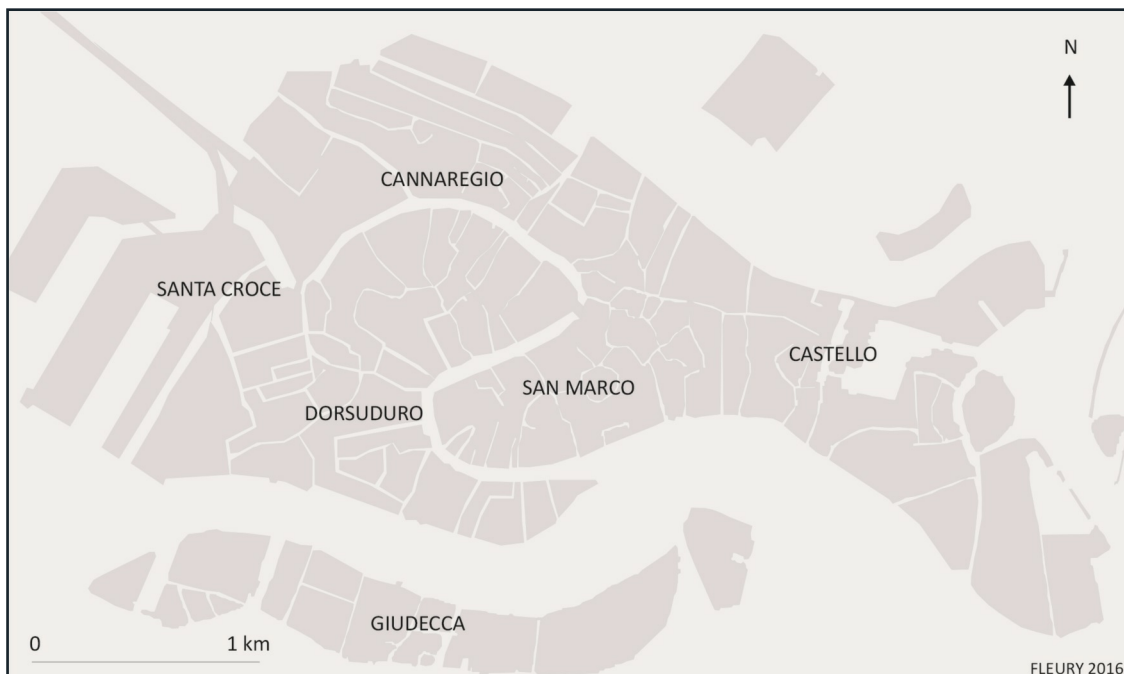 N
CANNAREGIO
SANTA CROCE
CASTELLO
SAN MARCO
DORSUDURO
GIUDECCA
0 1 km
FLEURY 2016